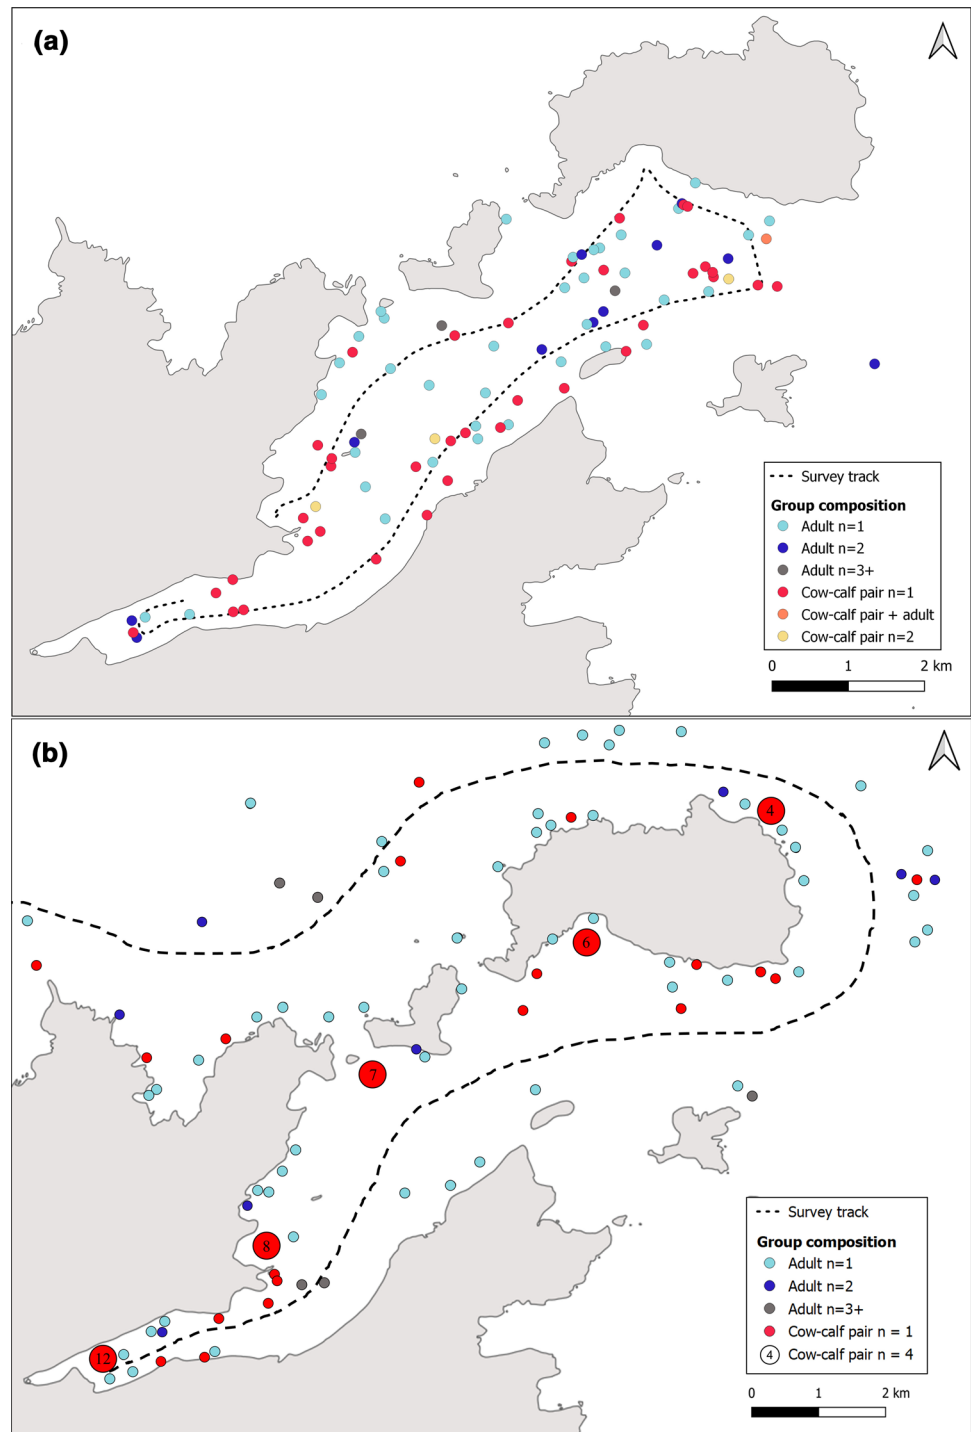 (a)
Survey track
Group composition
Adult n=1
Adult n=2
Adult n=3+
Cow-calf pair n=1
Cow-calf pair + adult
Cow-calf pair n=2
0 1 2 km
(b)
4
6
7
8
12
Survey track
Group composition
Adult n=1
Adult n=2
Adult n=3+
Cow-calf pair n = 1
4 Cow-calf pair n = 4
0 1 2 km